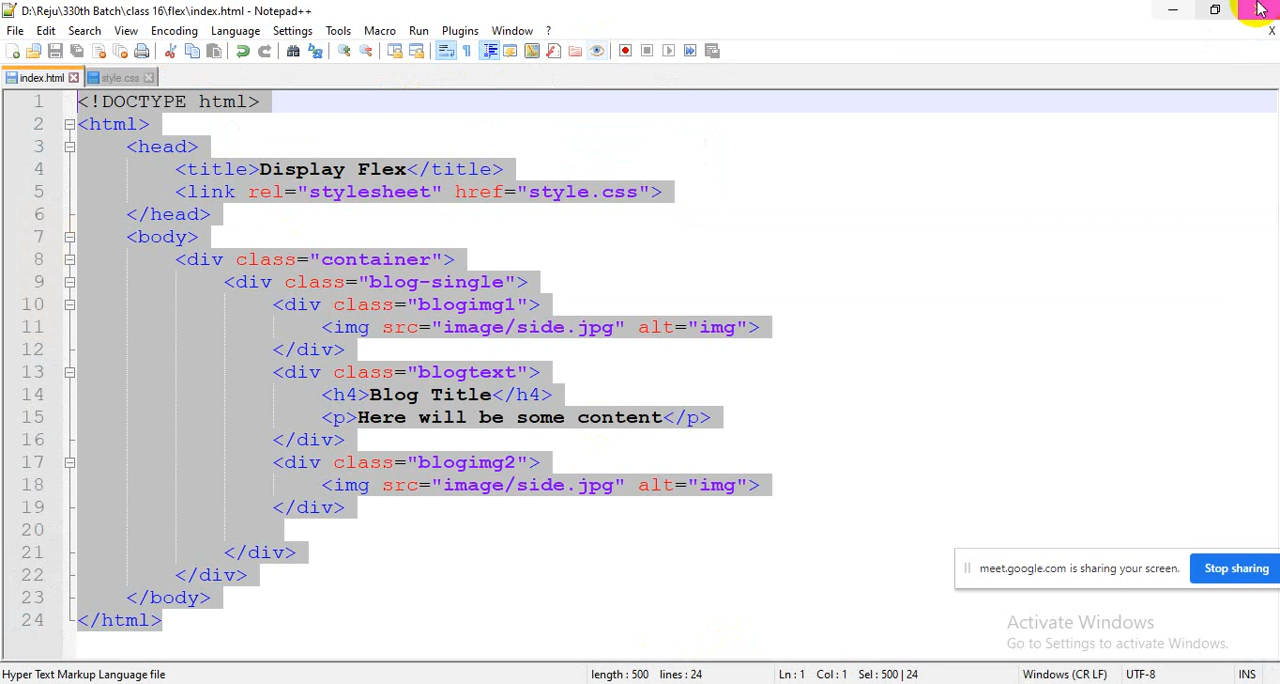 D:\Reju\330th Batch\class 16\flex\index.html - Notepad++
File Edit Search View Encoding Language Settings Tools Macro Run Plugins Window ? X
index.html style.css
1 <!DOCTYPE html>
2 <html>
3 <head>
4 <title>Display Flex</title>
5 <link rel="stylesheet" href="style.css">
6 </head>
7 <body>
8 <div class="container">
9 <div class="blog-single">
10 <div class="blogimg1">
11 <img src="image/side.jpg" alt="img">
12 </div>
13 <div class="blogtext">
14 <h4>Blog Title</h4>
15 <p>Here will be some content</p>
16 </div>
17 <div class="blogimg2">
18 <img src="image/side.jpg" alt="img">
19 </div>
20
21 </div>
22 </div>
23 </body>
24 </html>
meet.google.com is sharing your screen. Stop sharing
Activate Windows
Go to Settings to activate Windows.
Hyper Text Markup Language file length : 500 lines : 24 Ln : 1 Col : 1 Sel : 500 | 24 Windows (CR LF) UTF-8 INS